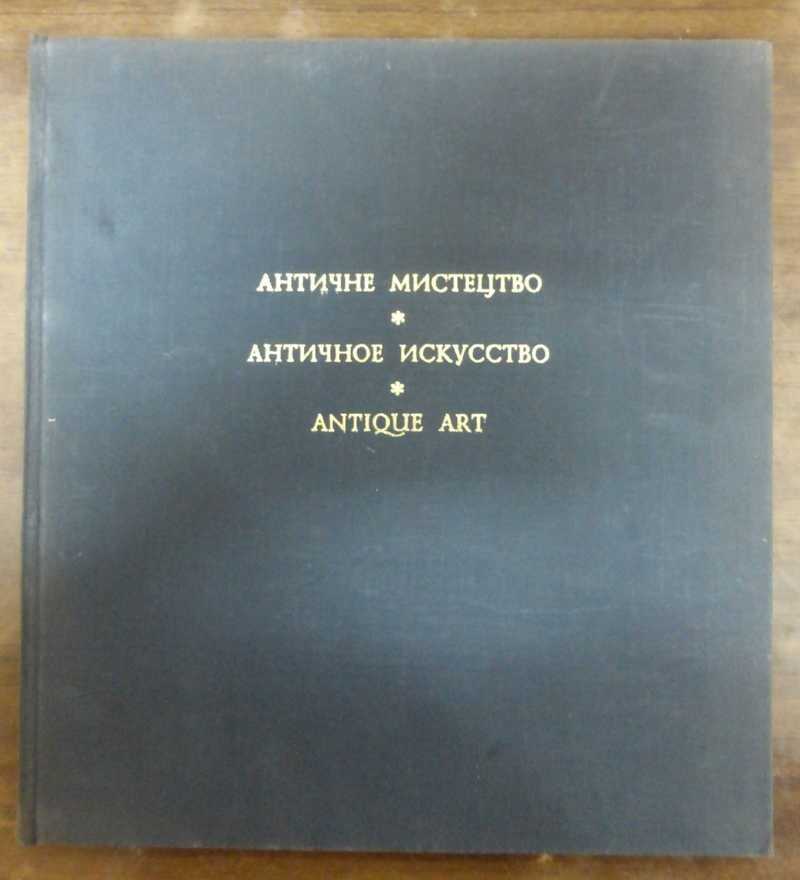 АНТИЧНЕ МИСТЕЦТВО
*
АНТИЧНОЕ ИСКУССТВО
*
ANTIQUE ART